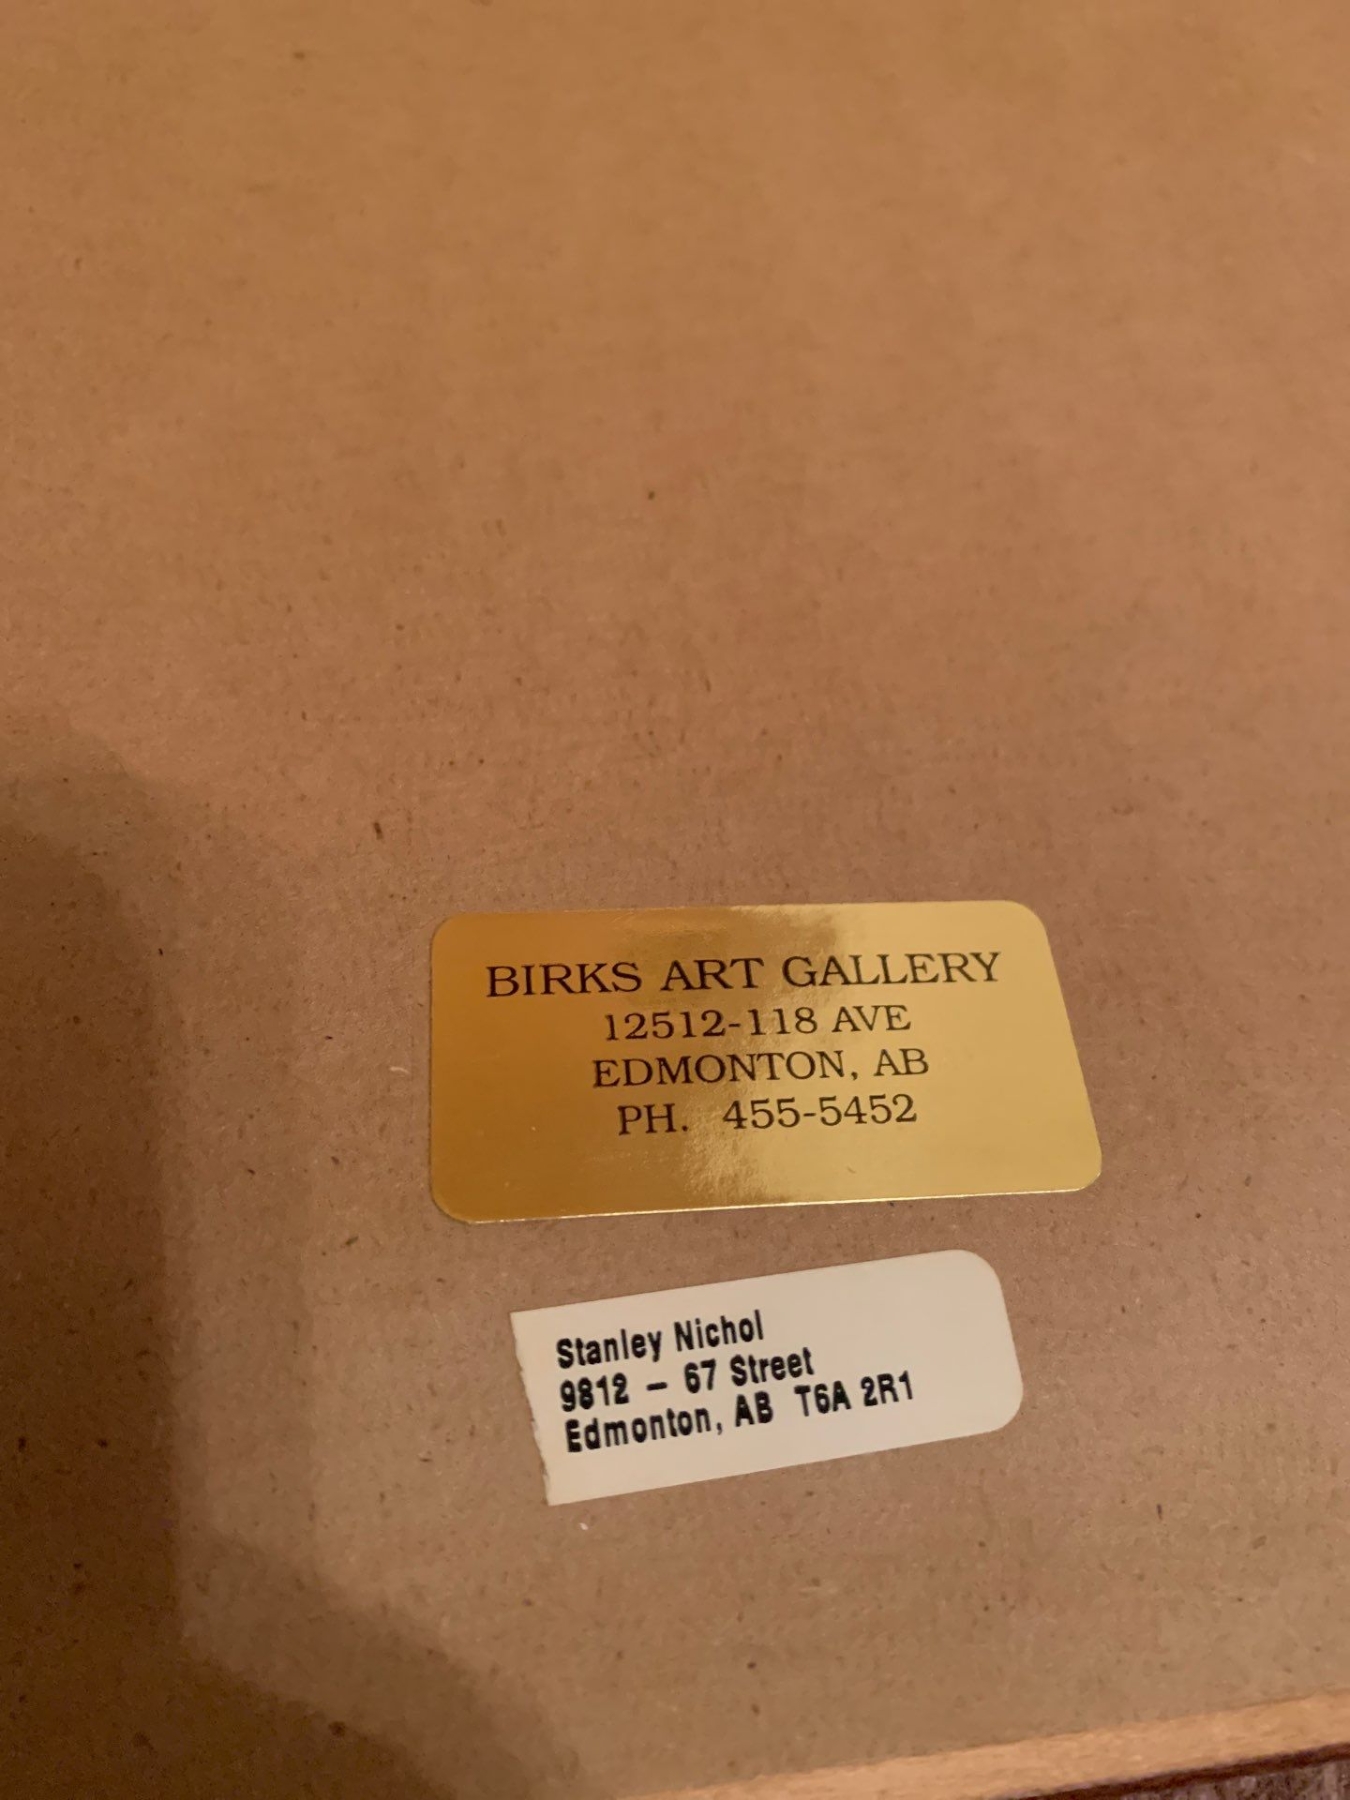 BIRKS ART GALLERY
12512-118 AVE
EDMONTON, AB
PH. 455-5452
Stanley Nichol
9812 – 67 Street
Edmonton, AB T6A 2R1